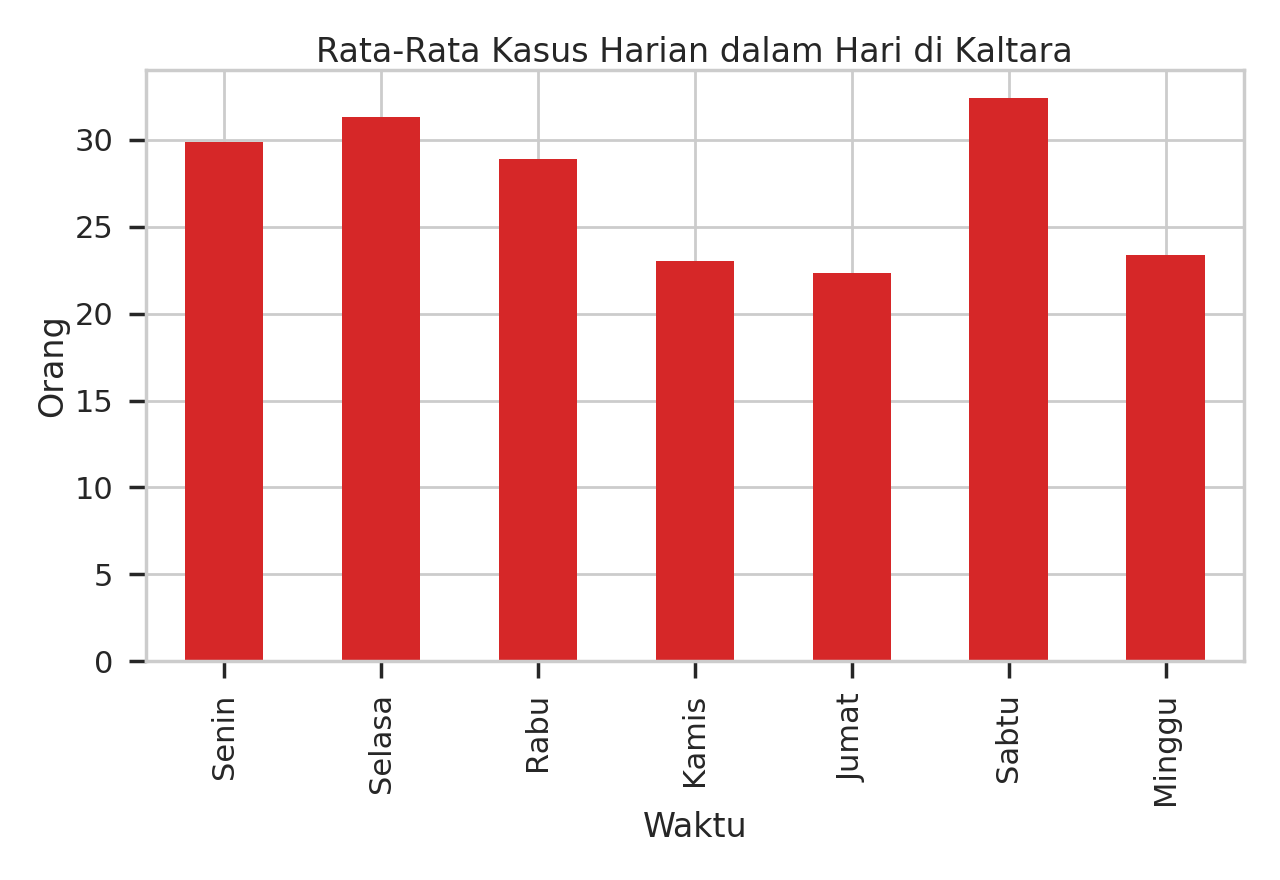 Rata-Rata Kasus Harian dalam Hari di Kaltara
Orang
30
25
20
15
10
5
0
Senin
Selasa
Rabu
Kamis
Jumat
Sabtu
Minggu
Waktu